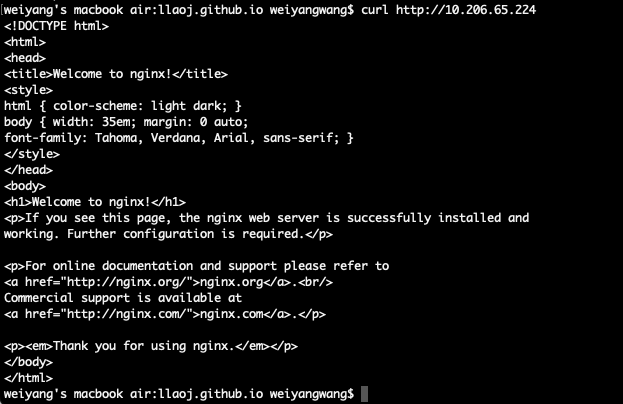 weiyang's macbook air:llaoj.github.io weiyangwang$ curl http://10.206.65.224
<!DOCTYPE html>
<html>
<head>
<title>Welcome to nginx!</title>
<style>
html { color-scheme: light dark; }
body { width: 35em; margin: 0 auto;
font-family: Tahoma, Verdana, Arial, sans-serif; }
</style>
</head>
<body>
<h1>Welcome to nginx!</h1>
<p>If you see this page, the nginx web server is successfully installed and
working. Further configuration is required.</p>

<p>For online documentation and support please refer to
<a href="http://nginx.org/">nginx.org</a>.<br/>
Commercial support is available at
<a href="http://nginx.com/">nginx.com</a>.</p>

<p><em>Thank you for using nginx.</em></p>
</body>
</html>
weiyang's macbook air:llaoj.github.io weiyangwang$